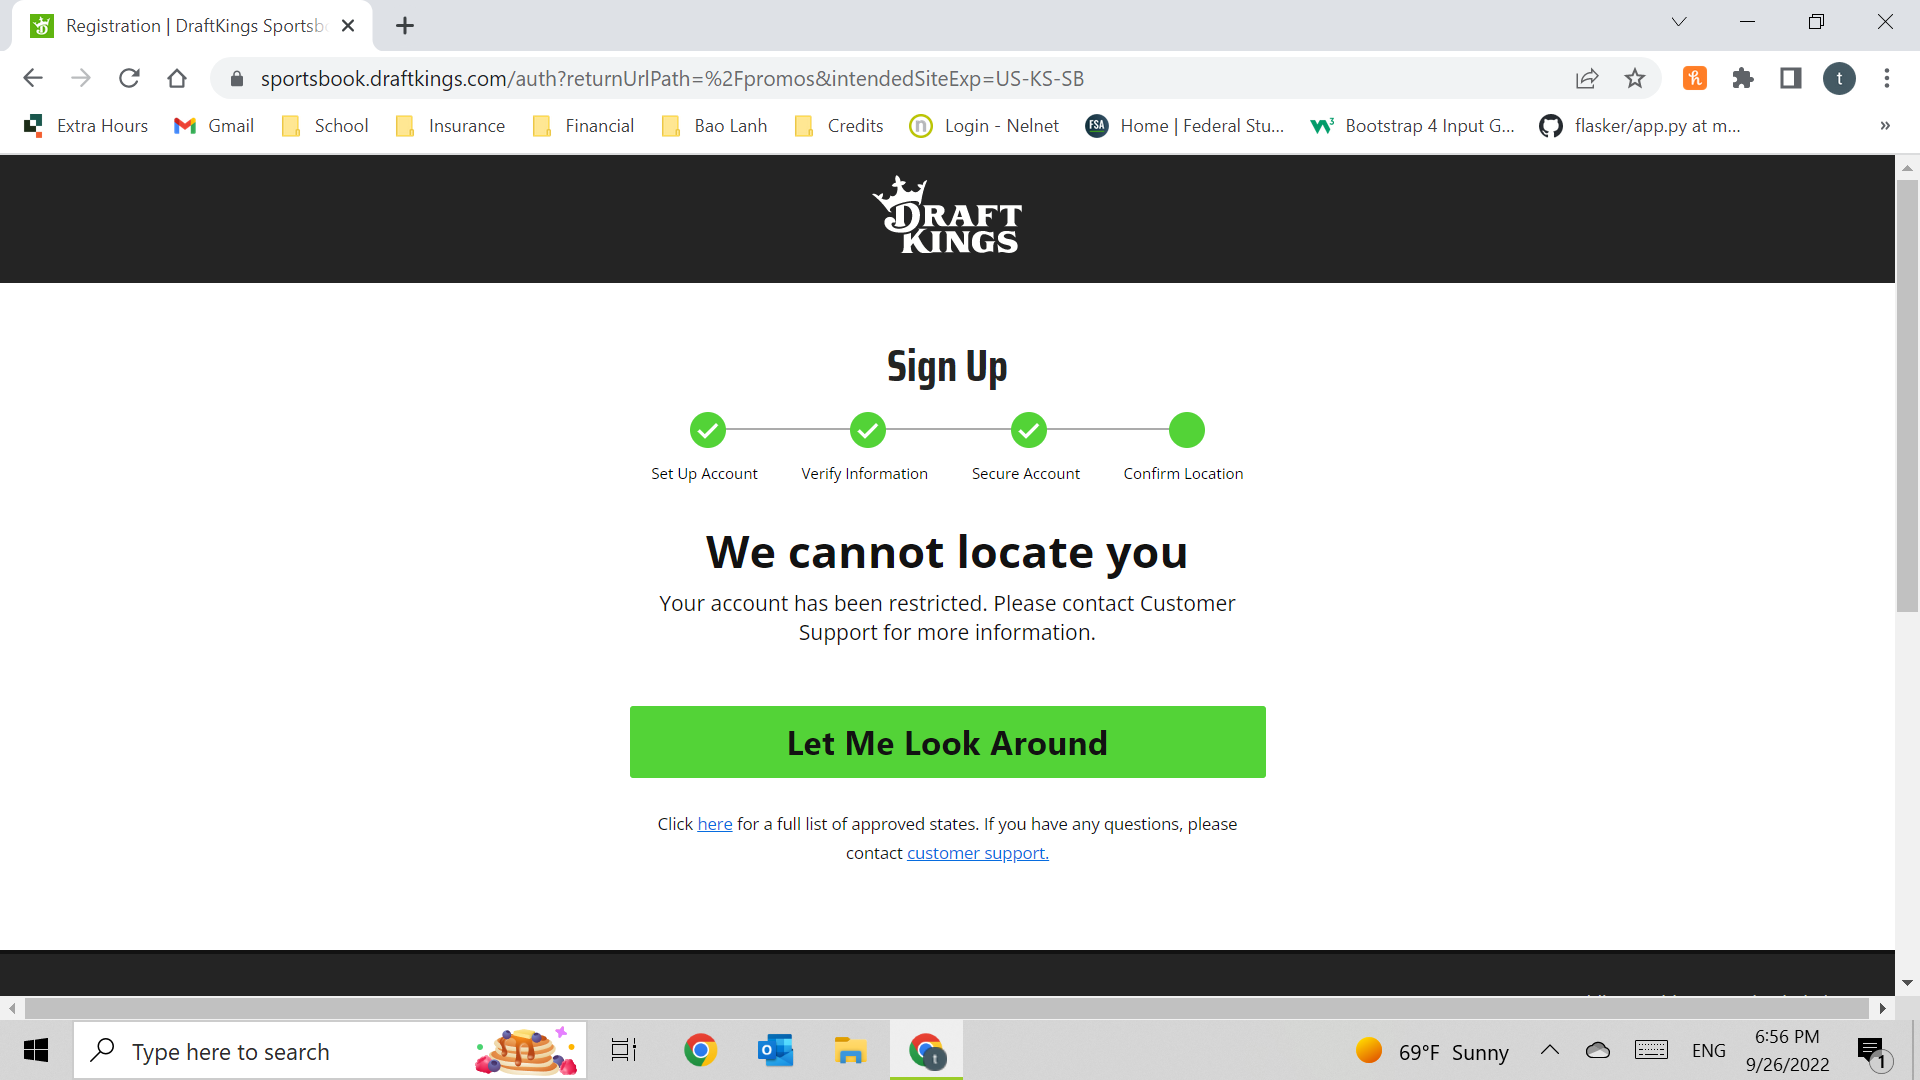 Registration | DraftKings Sportsb
sportsbook.draftkings.com/auth?returnUrlPath=%2Fpromos&intendedSiteExp=US-KS-SB
t
Extra Hours
Gmail
School
Insurance
Financial
Bao Lanh
Credits
Login - Nelnet
FSA
Home | Federal Stu...
Bootstrap 4 Input G...
flasker/app.py at m...
»
DRAFT
KINGS
Sign Up
Set Up Account
Verify Information
Secure Account
Confirm Location
We cannot locate you
Your account has been restricted. Please contact Customer
Support for more information.
Let Me Look Around
Click here for a full list of approved states. If you have any questions, please
contact customer support.
Type here to search
t
69°F Sunny
ENG
6:56 PM
9/26/2022
1